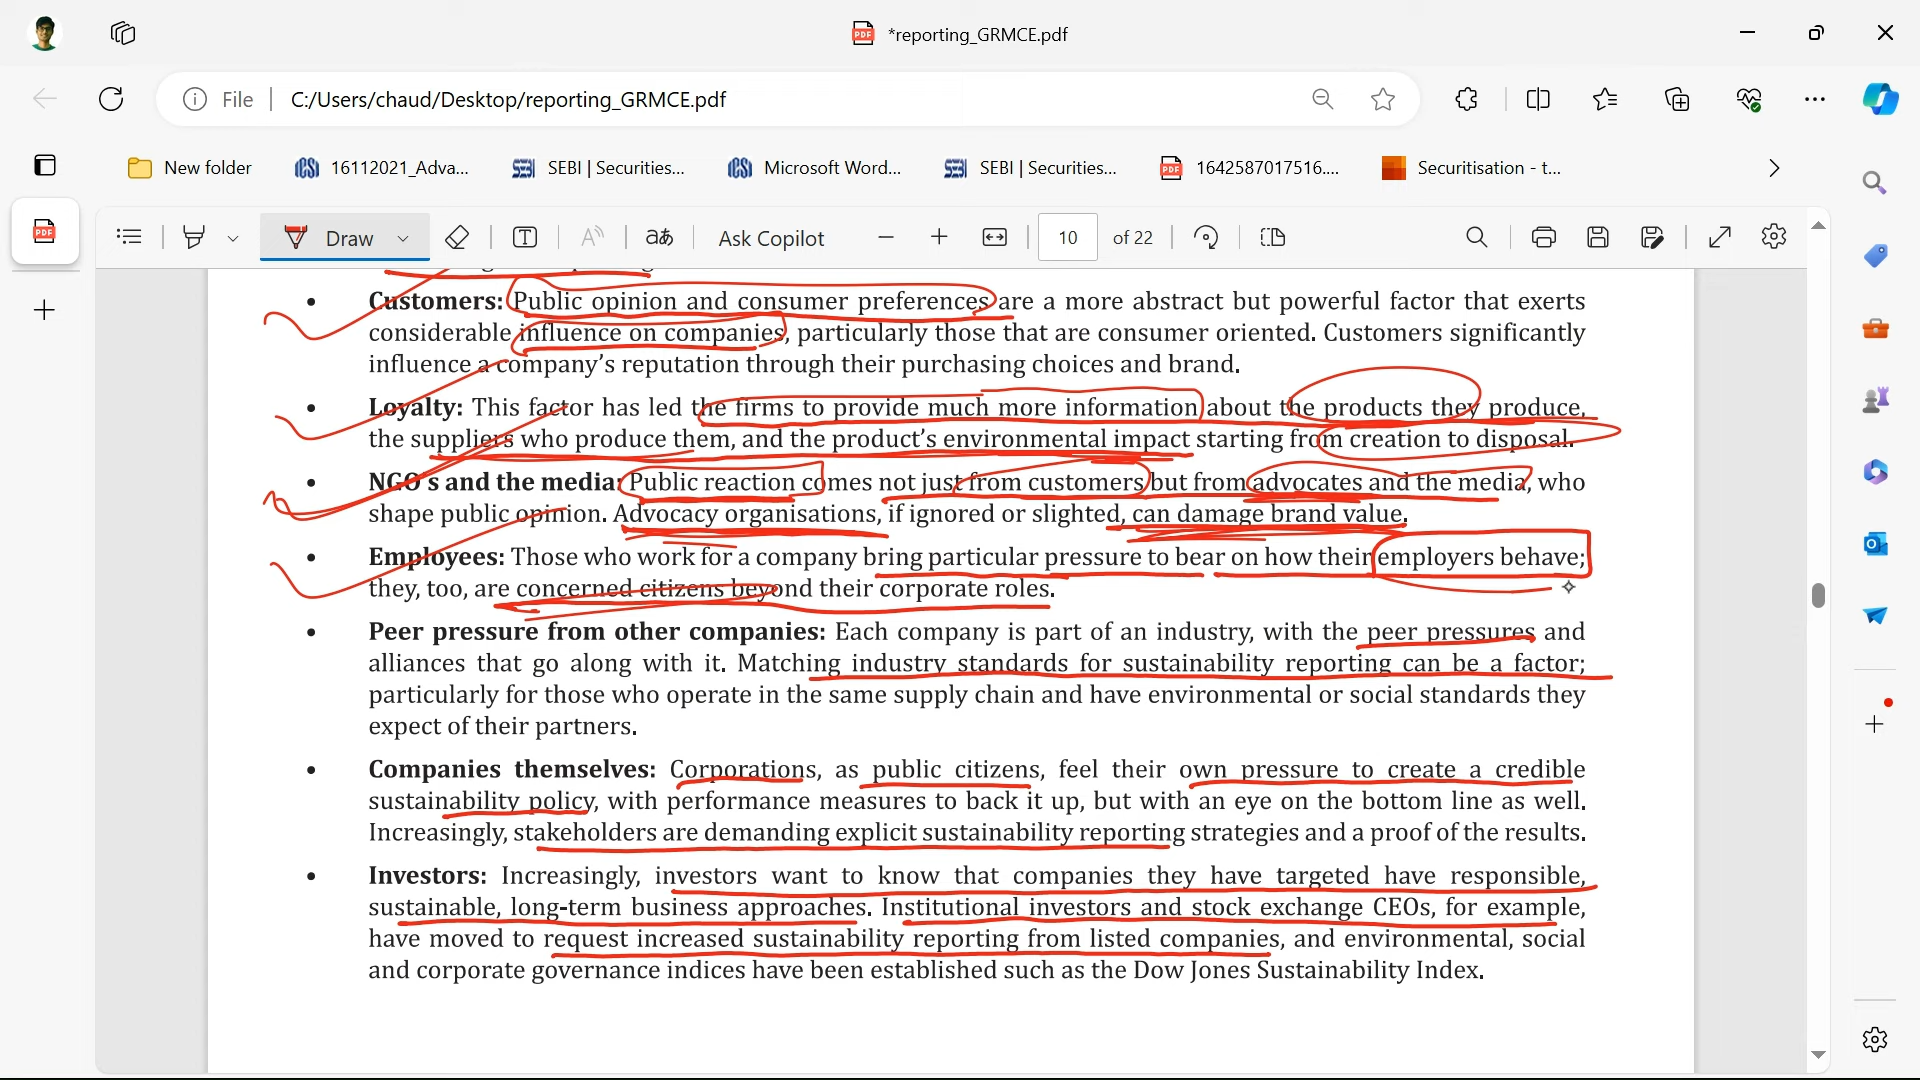 *reporting_GRMCE.pdf
File
C:/Users/chaud/Desktop/reporting_GRMCE.pdf
New folder
16112021_Adva...
SEBI | Securities...
Microsoft Word...
SEBI | Securities...
1642587017516....
Securitisation - t...
Draw
Ask Copilot
10
of 22
• Customers: Public opinion and consumer preferences are a more abstract but powerful factor that exerts
considerable influence on companies, particularly those that are consumer oriented. Customers significantly
influence a company's reputation through their purchasing choices and brand.
• Loyalty: This factor has led the firms to provide much more information about the products they produce,
the suppliers who produce them, and the product's environmental impact starting from creation to disposal.
• NGO's and the media: Public reaction comes not just from customers but from advocates and the media, who
shape public opinion. Advocacy organisations, if ignored or slighted, can damage brand value.
• Employees: Those who work for a company bring particular pressure to bear on how their employers behave;
they, too, are concerned citizens beyond their corporate roles.
• Peer pressure from other companies: Each company is part of an industry, with the peer pressures and
alliances that go along with it. Matching industry standards for sustainability reporting can be a factor;
particularly for those who operate in the same supply chain and have environmental or social standards they
expect of their partners.
• Companies themselves: Corporations, as public citizens, feel their own pressure to create a credible
sustainability policy, with performance measures to back it up, but with an eye on the bottom line as well.
Increasingly, stakeholders are demanding explicit sustainability reporting strategies and a proof of the results.
• Investors: Increasingly, investors want to know that companies they have targeted have responsible,
sustainable, long-term business approaches. Institutional investors and stock exchange CEOs, for example,
have moved to request increased sustainability reporting from listed companies, and environmental, social
and corporate governance indices have been established such as the Dow Jones Sustainability Index.